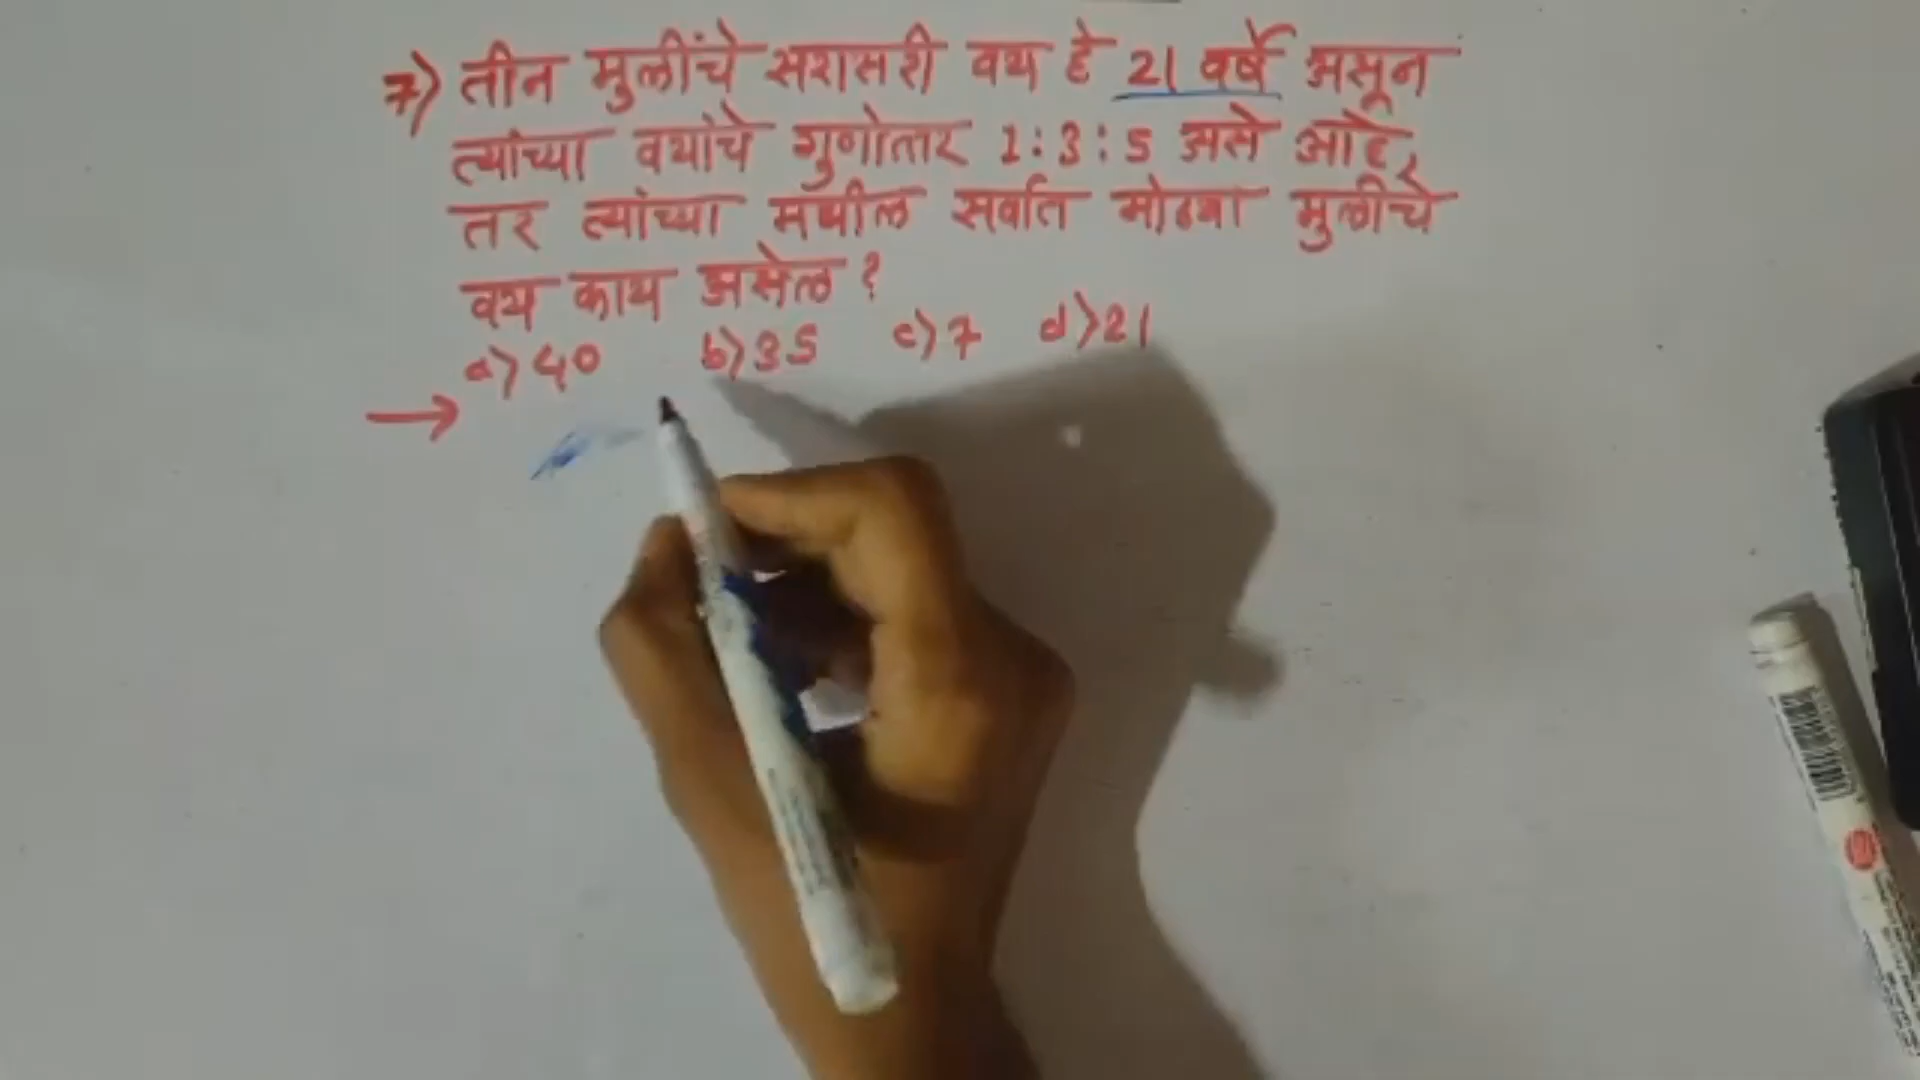 7) तीन मुलींचे सरासरी वय हे 21 वर्षे असून
त्यांच्या वयांचे गुणोत्तर 1:3:5 असे आहे,
तर त्यांच्या मधील सर्वात मोठ्या मुलीचे
वय काय असेल?
a) 40 b) 35 c) 7 d) 21
→